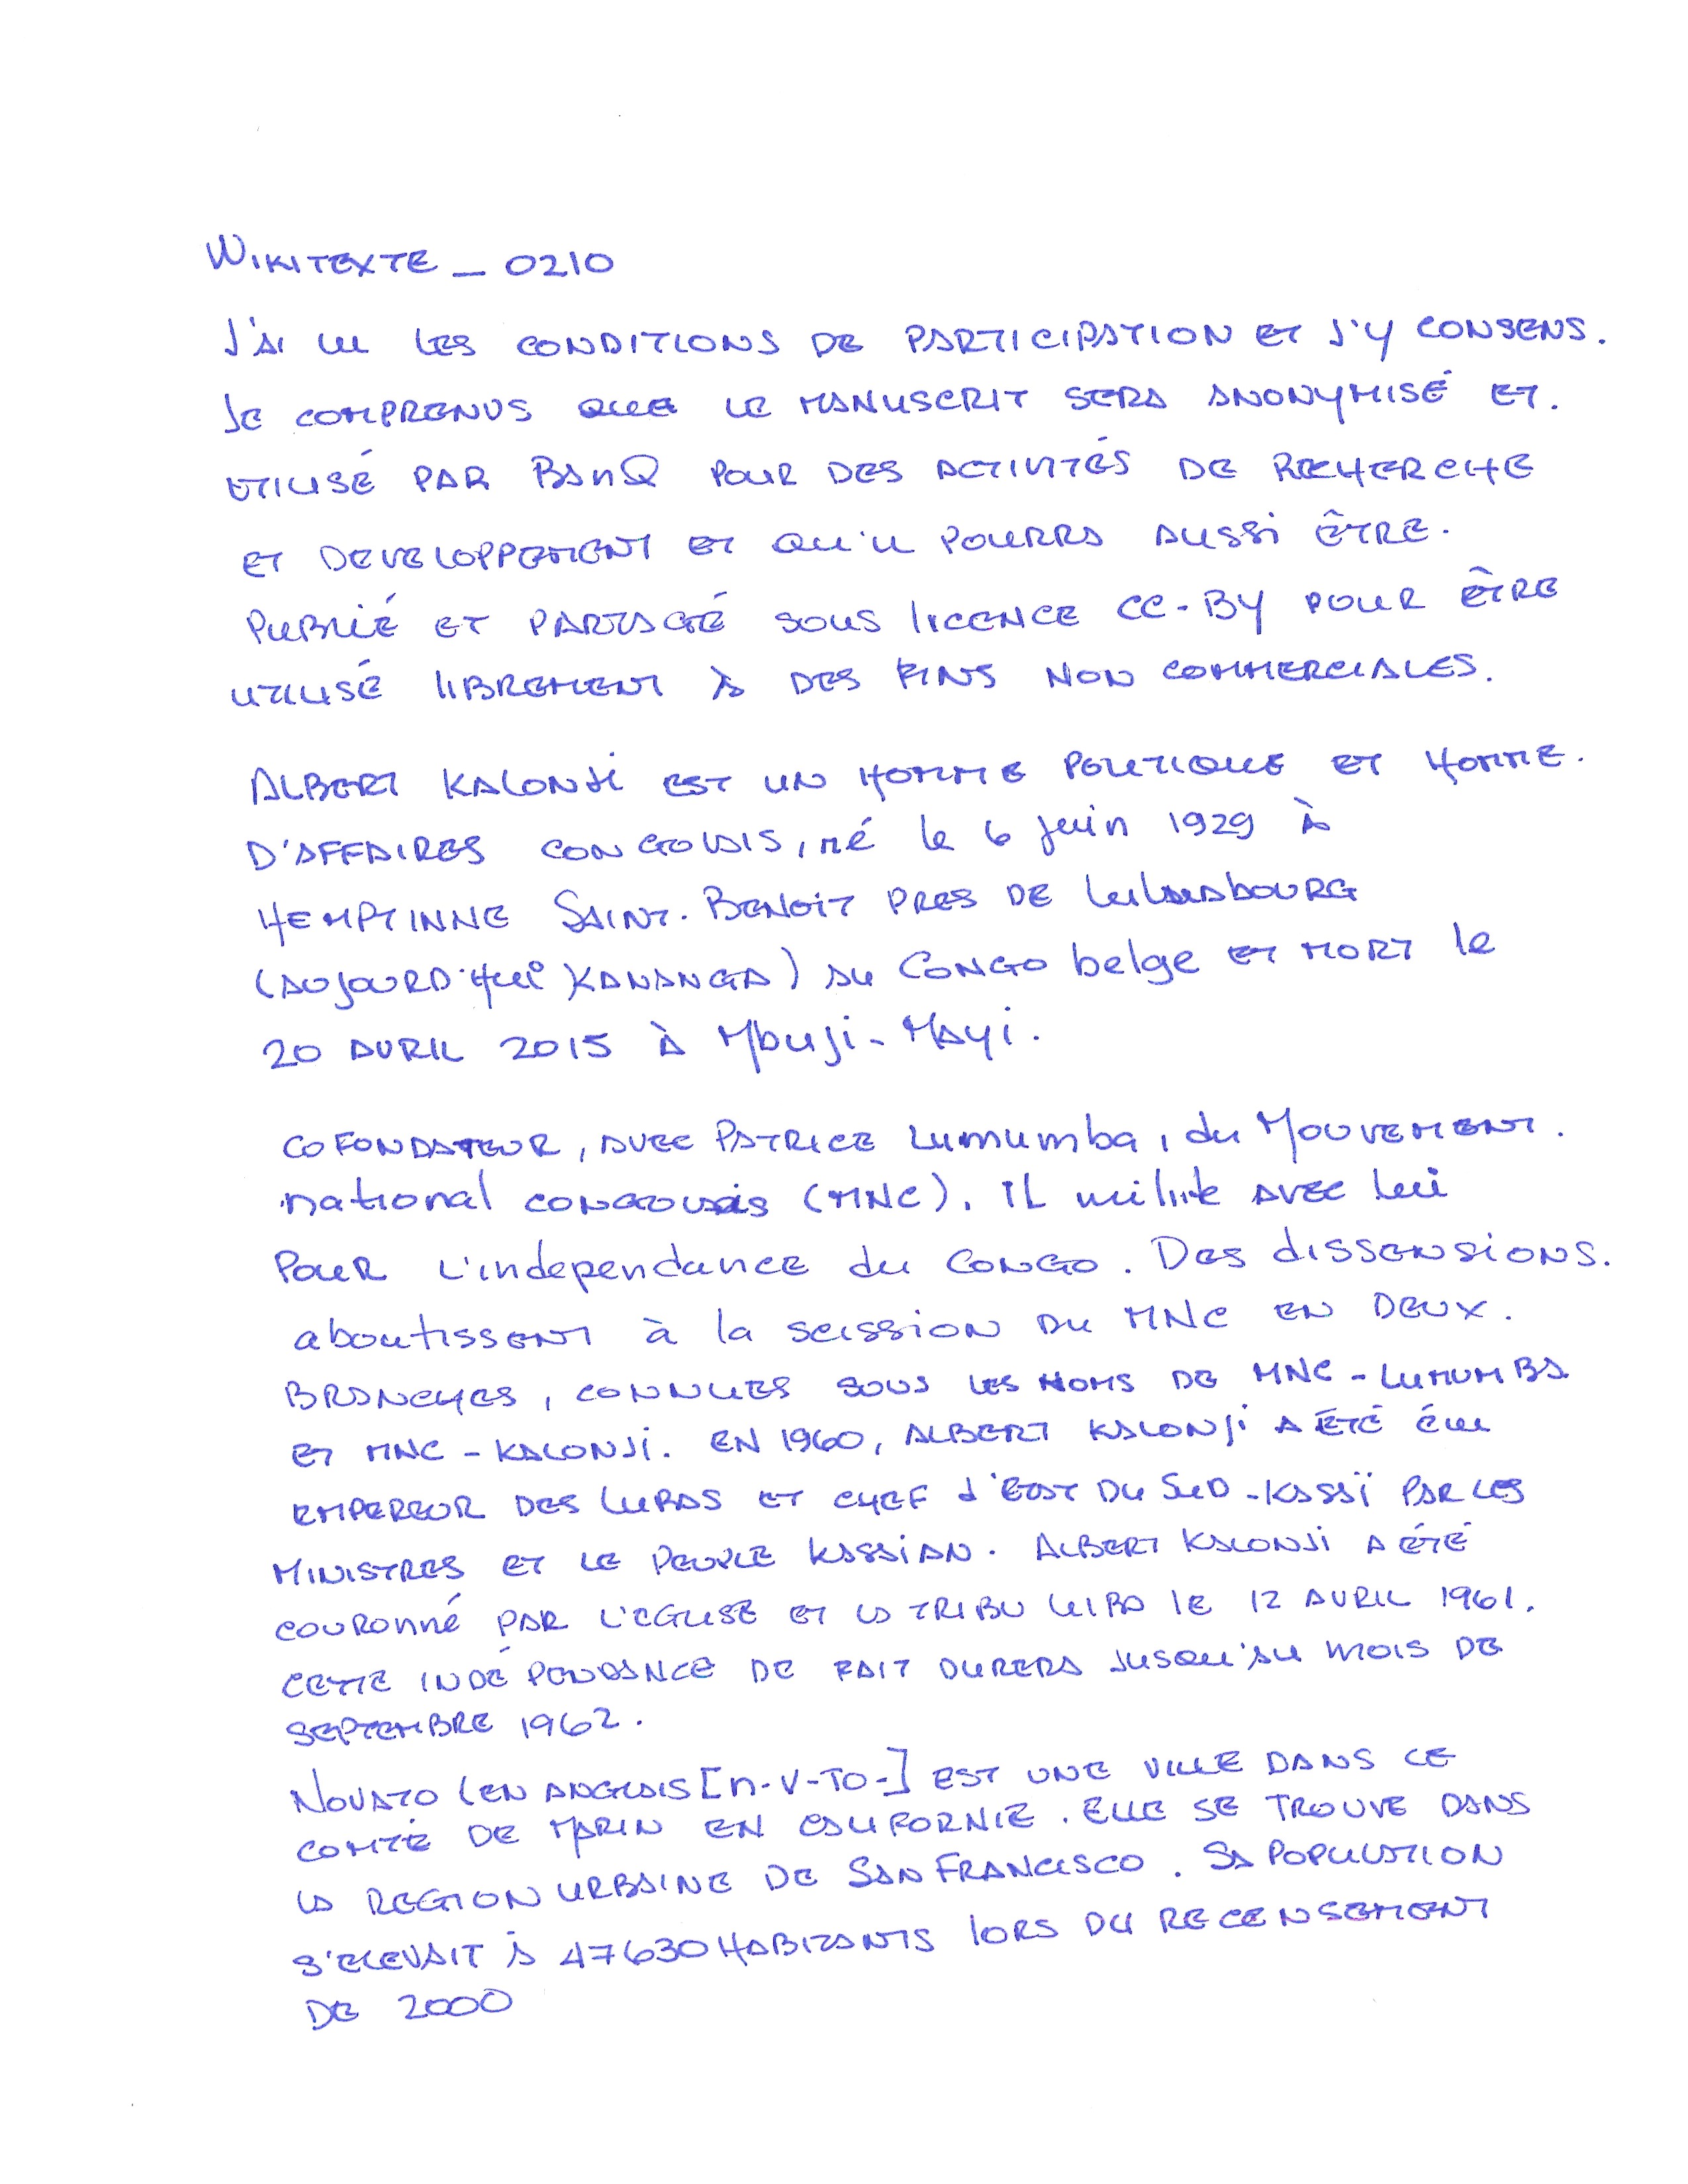 WIKITEXTE _ 0210
J'AI LU LES CONDITIONS DE PARTICIPATION ET J'Y CONSENS.
JE COMPRENUS QUE LE MANUSCRIT SERA ANONYMISÉ ET.
UTILISÉ PAR BAnQ POUR DES ACTIVITÉS DE RECHERCHE
ET DEVELOPPEMENT ET QU'IL POURRA AUSSI ÊTRE.
PUBLIÉ ET PARTAGÉ SOUS LICENCE CC-BY POUR ÊTRE
UTILISÉ LIBREMENT À DES FINS NON COMMERCIALES.
ALBERT KALONJI EST UN HOMME POLITIQUE ET HOMME.
D'AFFAIRES CONGOLAIS, né le 6 juin 1929 À
HEMPTINNE SAINT-BENOIT PRES DE LULUABOURG
(AUJOURD'HUI KANANGA) AU CONGO belge ET MORT le
20 AVRIL 2015 À Mbuji-Mayi.
COFONDATEUR, AVEC PATRICE Lumumba, du MOUVEMENT.
national CONGOLAIS (MNC). IL milite AVEC lui
POUR L'independance du CONGO. Des dissensions.
aboutissent à la scission DU MNC EN DEUX.
BRANCHES, CONNUES SOUS LES NOMS DE MNC-LUMUMBA
ET MNC-KALONJI. EN 1960, ALBERT KALONJI A ÉTÉ ÉLU
EMPEREUR DES LUBAS ET CHEF d'ETAT DU SUD-KASAÏ PAR LES
MINISTRES ET LE PEUPLE KASAIAN. ALBERT KALONJI A ÉTÉ
COURONNÉ PAR L'EGLISE ET LA TRIBU LUBA le 12 AVRIL 1961.
CETTE INDÉPENDANCE DE FAIT DURERA JUSQU'AU MOIS DE
SEPTEMBRE 1962.
NOVATO (EN ANGLAIS [n-V-TO-] EST UNE VILLE DANS LE
COMTÉ DE MARIN EN CALIFORNIE. ELLE SE TROUVE DANS
LA REGION URBAINE DE SAN FRANCISCO. SA POPULATION
S'ELEVAIT À 47630 HABITANTS LORS DU RECENSEMENT
DE 2000